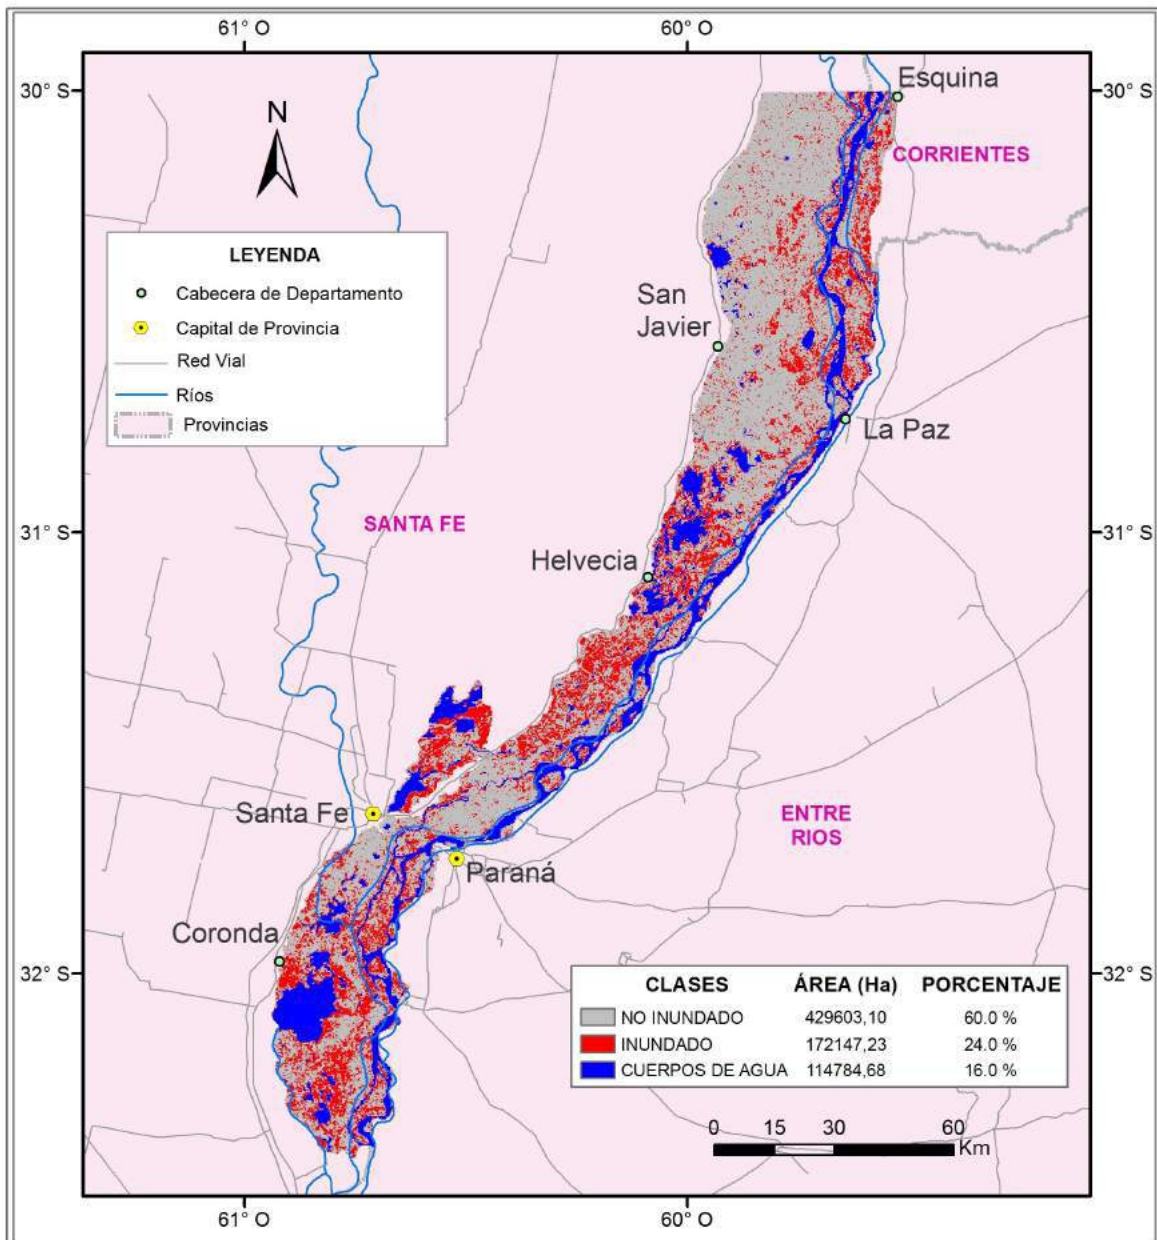 61° O 60° O
30° S Esquina 30° S
N
CORRIENTES
LEYENDA
Cabecera de Departamento
Capital de Provincia
Red Vial
Ríos
Provincias
San
Javier
La Paz
SANTA FE
31° S 31° S
Helvecia
Santa Fe
ENTRE
RIOS
Paraná
Coronda
32° S 32° S
CLASES ÁREA (Ha) PORCENTAJE
NO INUNDADO 429603,10 60.0 %
INUNDADO 172147,23 24.0 %
CUERPOS DE AGUA 114784,68 16.0 %
0 15 30 60
Km
61° O 60° O